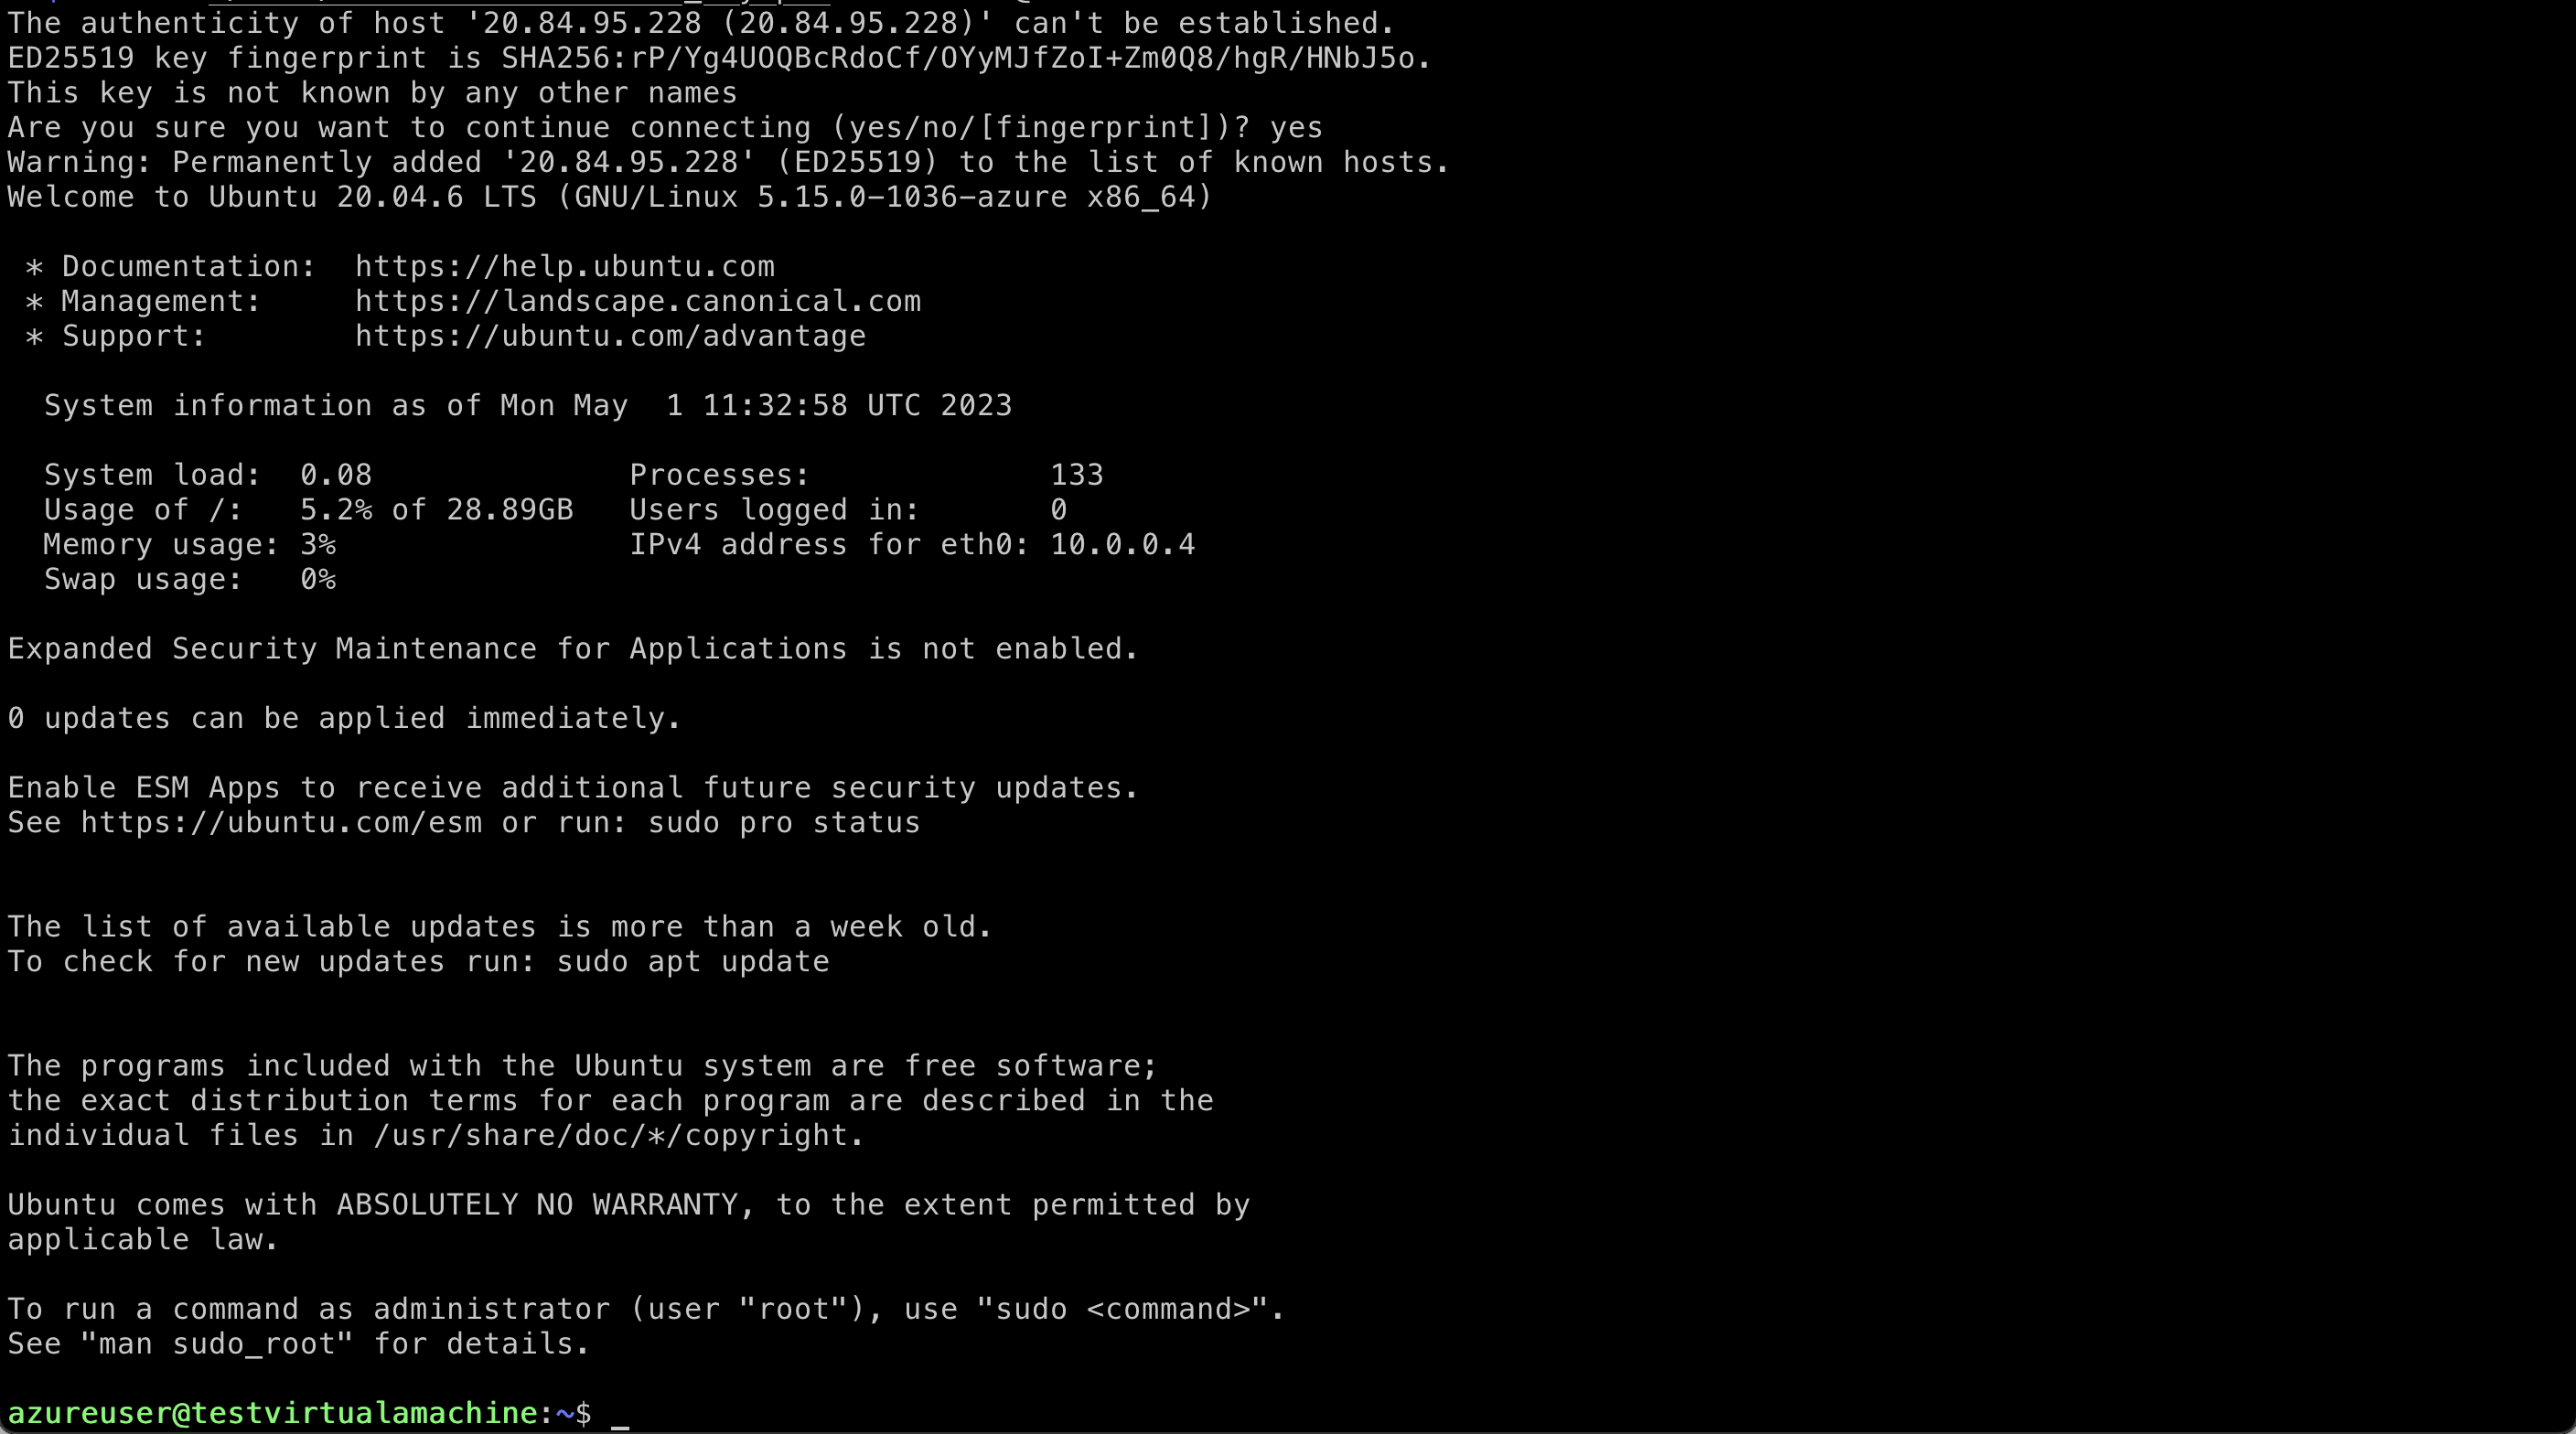 The authenticity of host '20.84.95.228 (20.84.95.228)' can't be established.
ED25519 key fingerprint is SHA256:rP/Yg4UOQBcRdoCf/OYyMJfZoI+Zm0Q8/hgR/HNbJ5o.
This key is not known by any other names
Are you sure you want to continue connecting (yes/no/[fingerprint])? yes
Warning: Permanently added '20.84.95.228' (ED25519) to the list of known hosts.
Welcome to Ubuntu 20.04.6 LTS (GNU/Linux 5.15.0-1036-azure x86_64)

 * Documentation:  https://help.ubuntu.com
 * Management:     https://landscape.canonical.com
 * Support:        https://ubuntu.com/advantage

  System information as of Mon May  1 11:32:58 UTC 2023

  System load:  0.08              Processes:             133
  Usage of /:   5.2% of 28.89GB   Users logged in:       0
  Memory usage: 3%                IPv4 address for eth0: 10.0.0.4
  Swap usage:   0%

Expanded Security Maintenance for Applications is not enabled.

0 updates can be applied immediately.

Enable ESM Apps to receive additional future security updates.
See https://ubuntu.com/esm or run: sudo pro status


The list of available updates is more than a week old.
To check for new updates run: sudo apt update


The programs included with the Ubuntu system are free software;
the exact distribution terms for each program are described in the
individual files in /usr/share/doc/*/copyright.

Ubuntu comes with ABSOLUTELY NO WARRANTY, to the extent permitted by
applicable law.

To run a command as administrator (user "root"), use "sudo <command>".
See "man sudo_root" for details.

azureuser@testvirtualamachine:~$ _